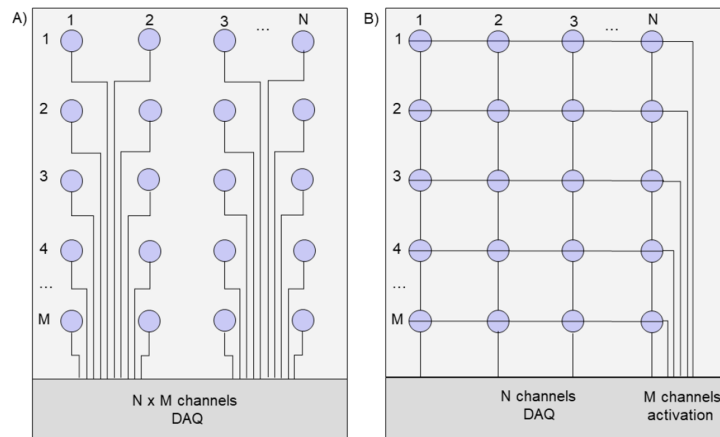 A)
1 2 3 ... N
1
2
3
4
...
M
N x M channels
DAQ
B)
1 2 3 ... N
1
2
3
4
...
M
N channels
DAQ
M channels
activation